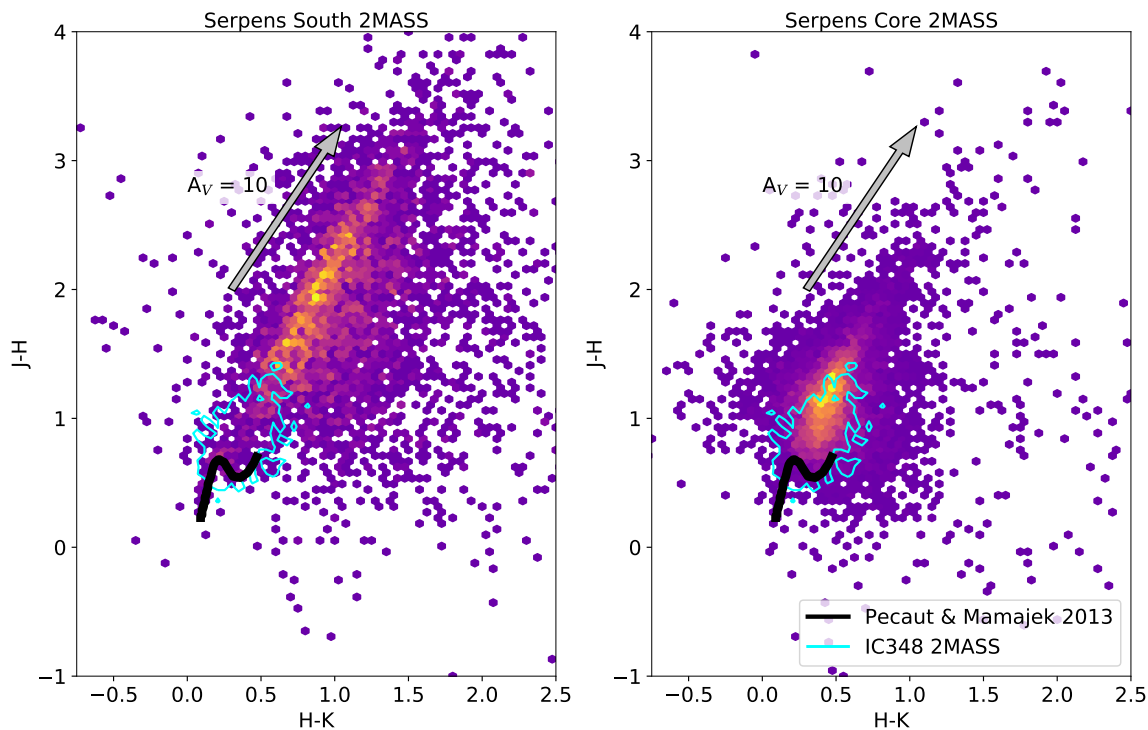 Serpens South 2MASS
4
3
2
1
0
−1
J-H
A_V = 10
−0.5 0.0 0.5 1.0 1.5 2.0 2.5
H-K
Serpens Core 2MASS
4
3
2
1
0
−1
J-H
A_V = 10
Pecaut & Mamajek 2013
IC348 2MASS
−0.5 0.0 0.5 1.0 1.5 2.0 2.5
H-K